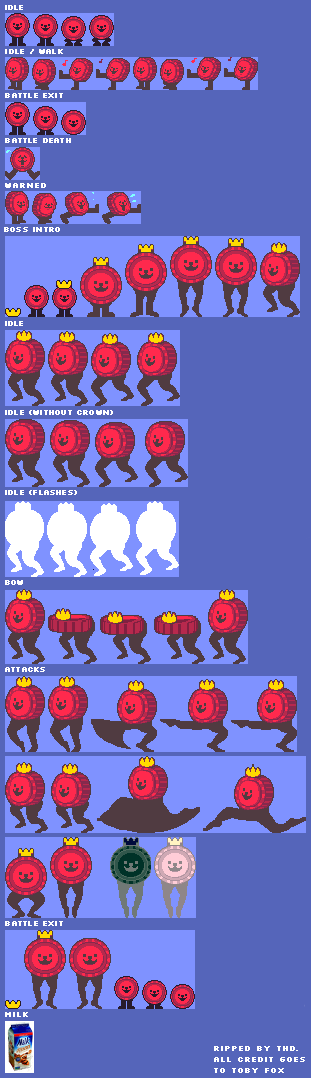 IDLE
IDLE / WALK
BATTLE EXIT
BATTLE DEATH
WARNED
BOSS INTRO
IDLE
IDLE (WITHOUT CROWN)
IDLE (FLASHES)
BOW
ATTACKS
BATTLE EXIT
MILK
Milk
RIPPED BY THD.
ALL CREDIT GOES
TO TOBY FOX